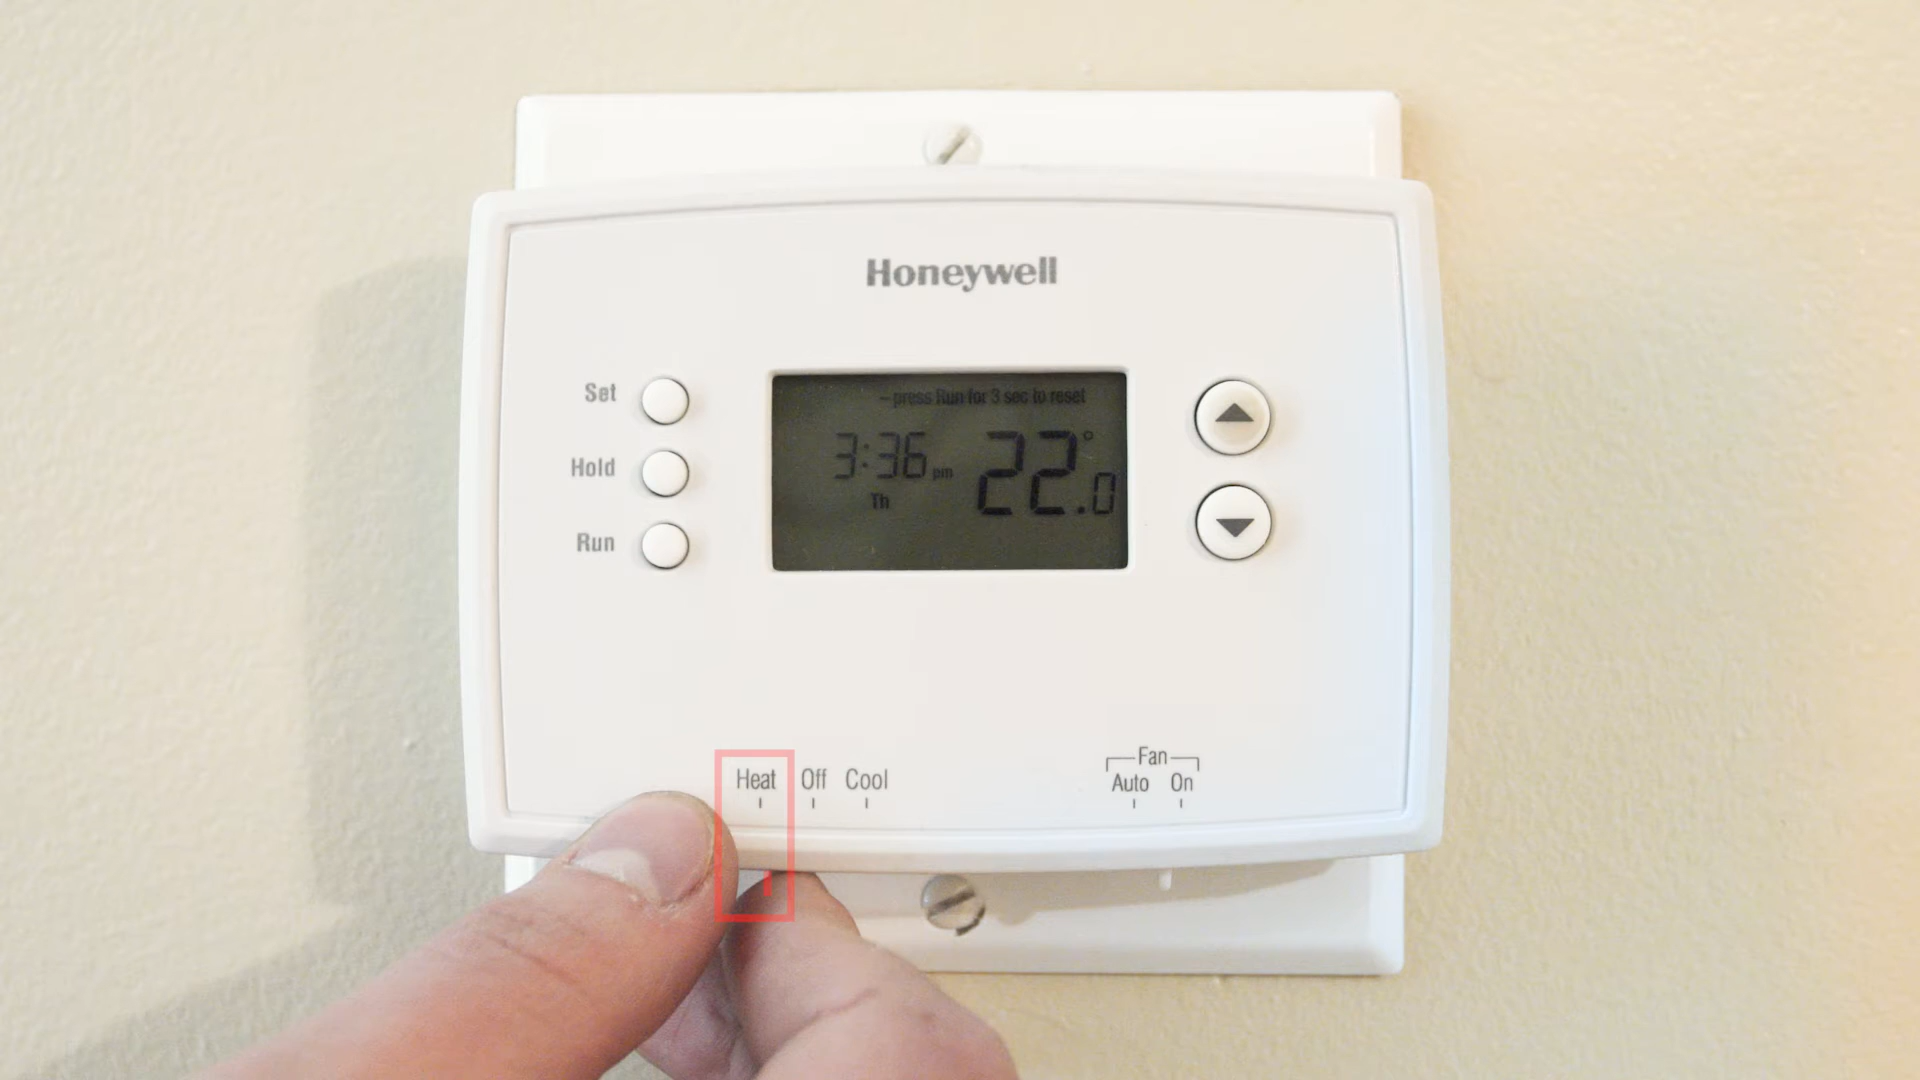 Honeywell
Set
Hold
Run
– press Run for 3 sec to reset
3:36 pm
Th
22.0°
Heat Off Cool
Fan
Auto On